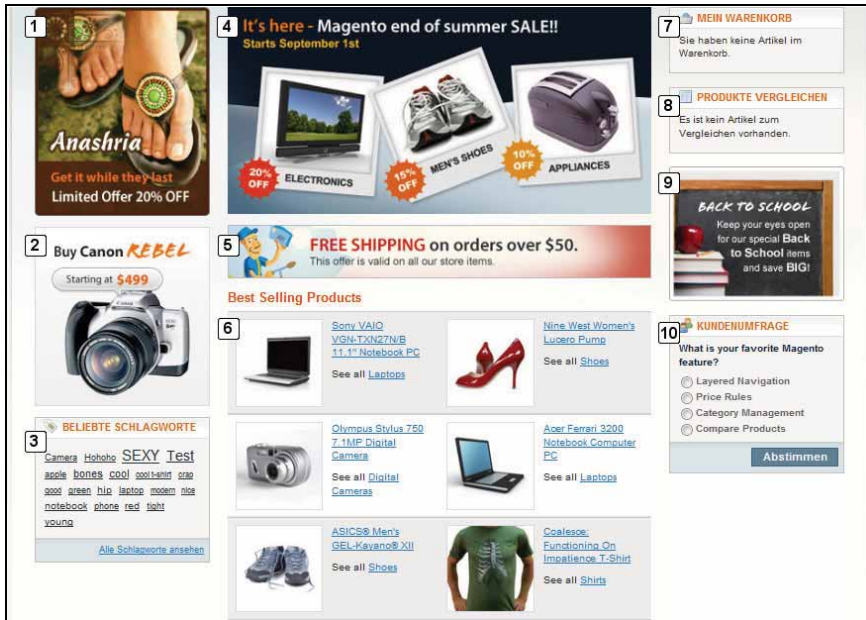 1
Anashria
Get it while they last
Limited Offer 20% OFF
2
Buy Canon REBEL
Starting at $499
Canon
3
BELIEBTE SCHLAGWORTE
Camera Hohoho SEXY Test
apple bones cool cool t-shirt crap
good green hip laptop modern nice
notebook phone red tight
young
Alle Schlagworte ansehen
4
It's here - Magento end of summer SALE!!
Starts September 1st
20% OFF
ELECTRONICS
15% OFF
MEN'S SHOES
10% OFF
APPLIANCES
5
FREE SHIPPING on orders over $50.
This offer is valid on all our store items.
Best Selling Products
6
Sony VAIO
VGN-TXN27N/B
11.1" Notebook PC
See all Laptops
Nine West Women's
Lucero Pump
See all Shoes
Olympus Stylus 750
7.1MP Digital
Camera
See all Digital
Cameras
Acer Ferrari 3200
Notebook Computer
PC
See all Laptops
ASICS® Men's
GEL-Kayano® XII
See all Shoes
Coalesce:
Functioning On
Impatience T-Shirt
See all Shirts
7
MEIN WARENKORB
Sie haben keine Artikel im
Warenkorb.
8
PRODUKTE VERGLEICHEN
Es ist kein Artikel zum
Vergleichen vorhanden.
9
BACK TO SCHOOL
Keep your eyes open
for our special Back
to School items
and save BIG!
10
KUNDENUMFRAGE
What is your favorite Magento
feature?
Layered Navigation
Price Rules
Category Management
Compare Products
Abstimmen